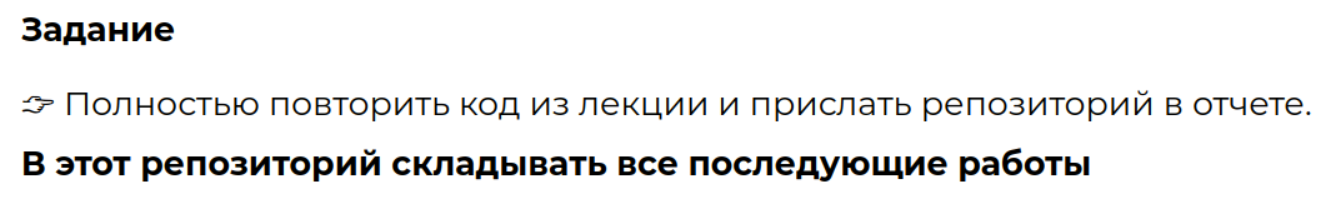 Задание
👉 Полностью повторить код из лекции и прислать репозиторий в отчете.
В этот репозиторий складывать все последующие работы